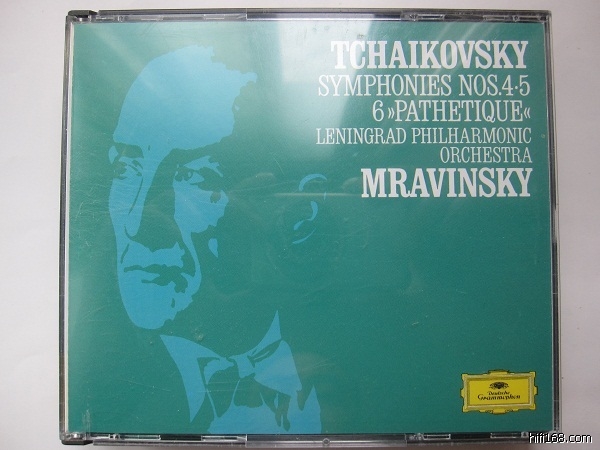 TCHAIKOVSKY
SYMPHONIES NOS.4·5
6 »PATHETIQUE«
LENINGRAD PHILHARMONIC
ORCHESTRA
MRAVINSKY
Deutsche
Grammophon
hifi168.com